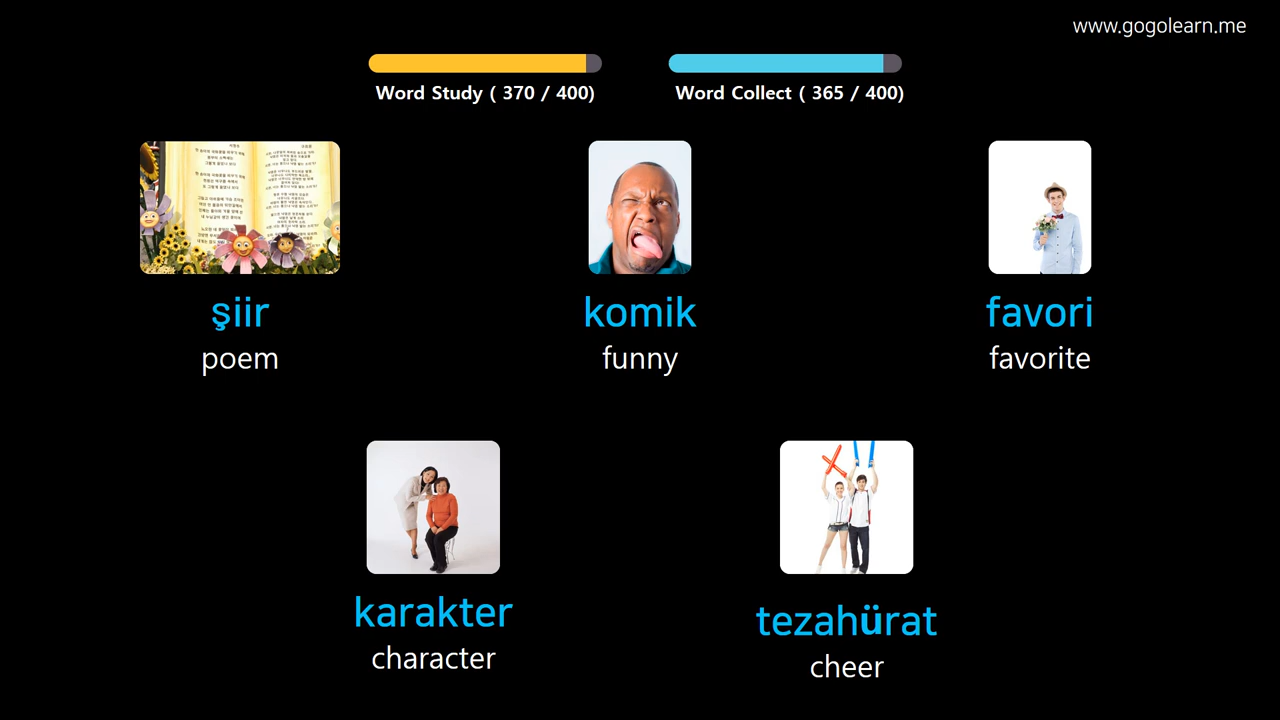 www.gogolearn.me
Word Study ( 370 / 400)
Word Collect ( 365 / 400)
şiir
poem
komik
funny
favori
favorite
karakter
character
tezahürat
cheer